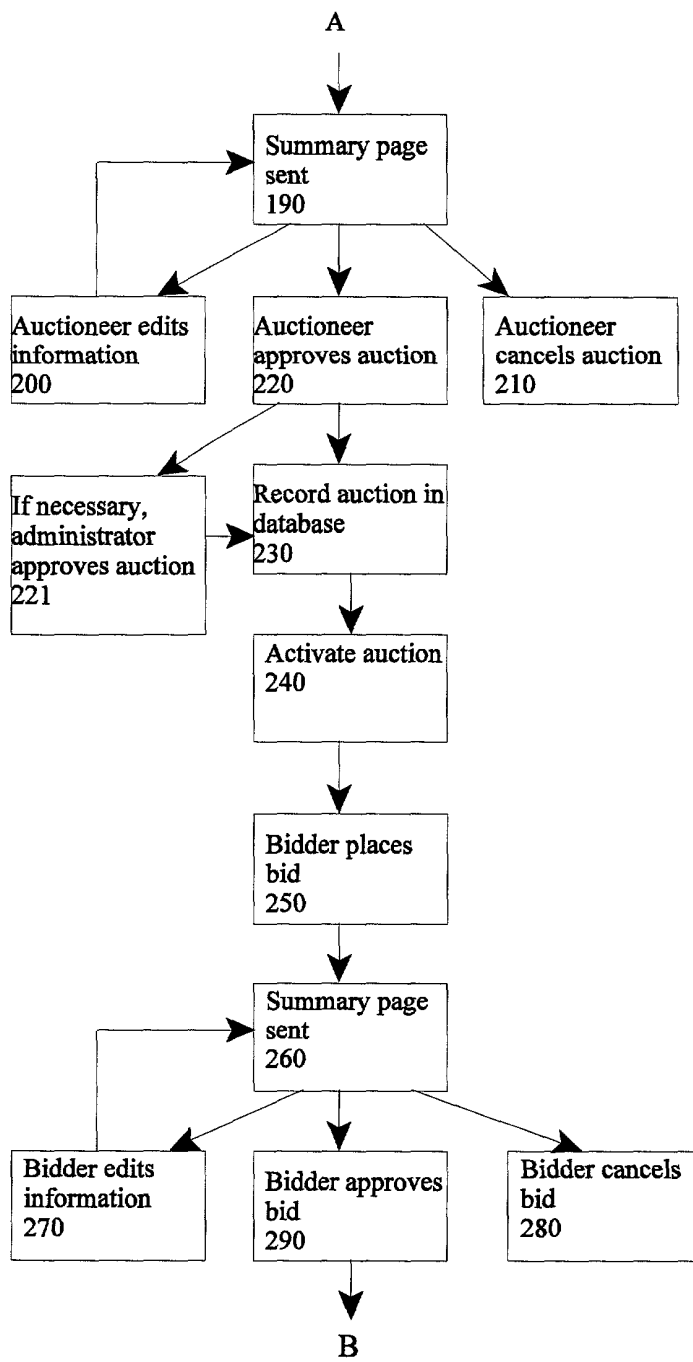 A
Summary page
sent
190
Auctioneer edits
information
200
Auctioneer
approves auction
220
Auctioneer
cancels auction
210
If necessary,
administrator
approves auction
221
Record auction in
database
230
Activate auction
240
Bidder places
bid
250
Summary page
sent
260
Bidder edits
information
270
Bidder approves
bid
290
Bidder cancels
bid
280
B